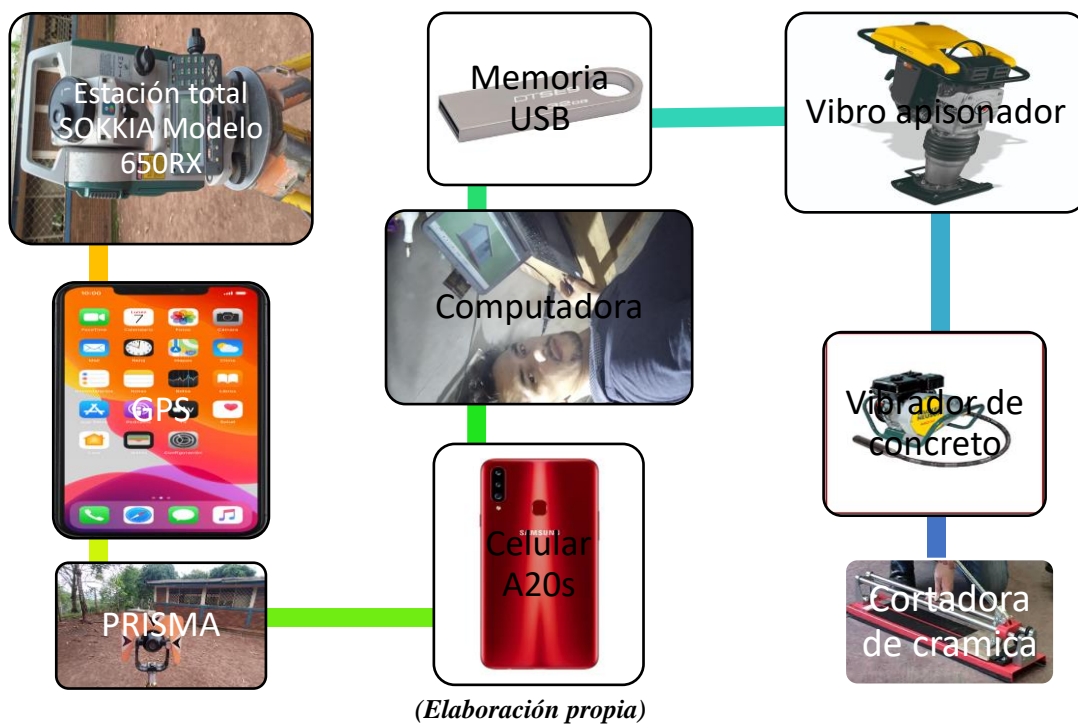 Estación total
SOKKIA Modelo
650RX
GPS
PRISMA
Celular
A20s
SAMSUNG
Computadora
Memoria
USB
Vibro apisonador
Vibrador de
concreto
Cortadora
de cramica
(Elaboración propia)